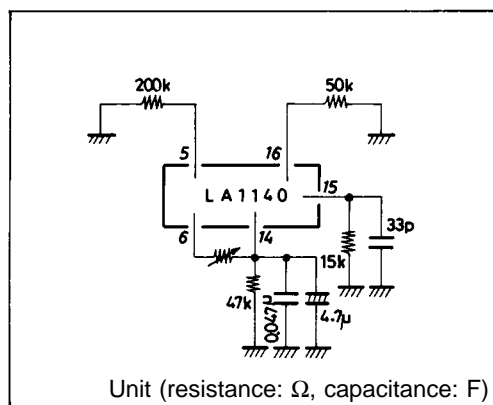 200k 50k
5 16
LA1140 15
6 14
33p
15k
47k
0.047μ
4.7μ
Unit (resistance: Ω, capacitance: F)